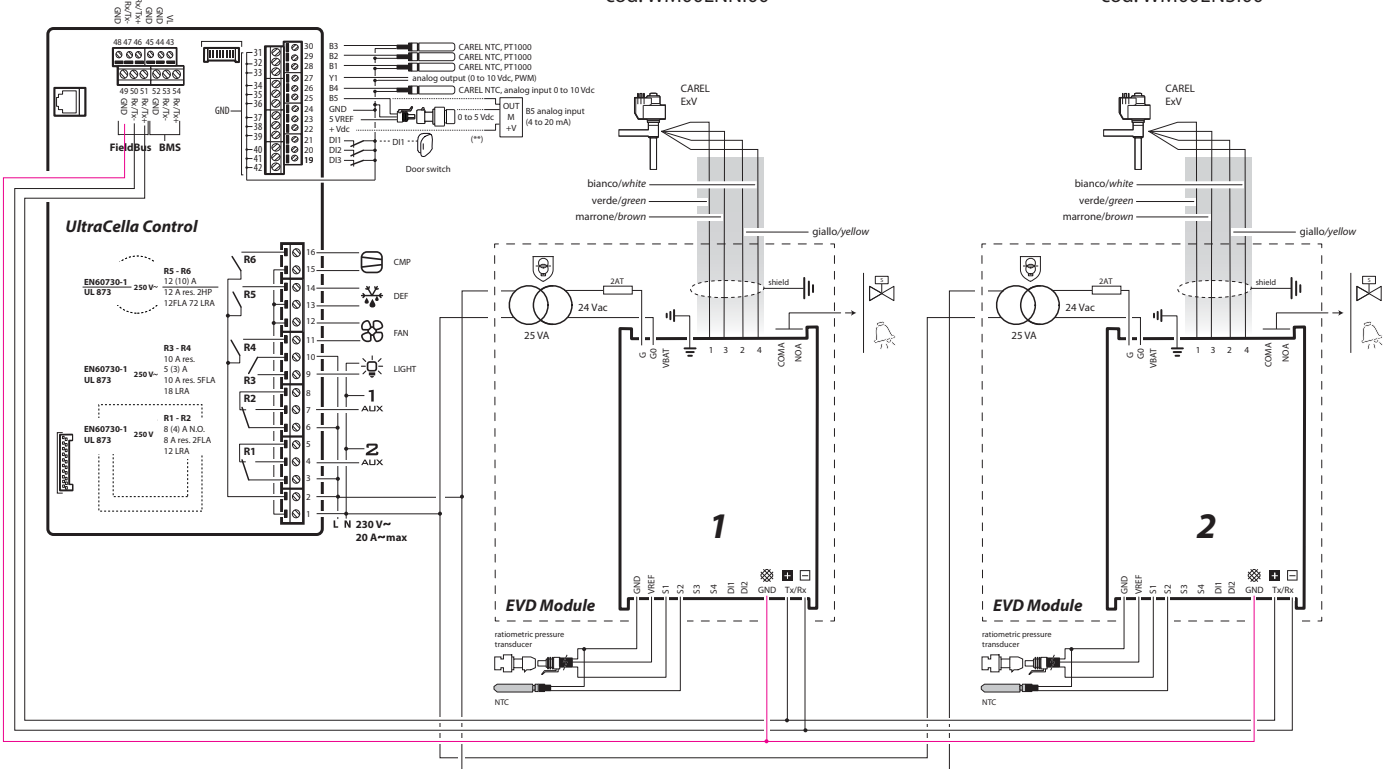 cod. WM00ENNI00
cod. WM00ENSI00
GND
Rx/Tx-
Rx/Tx+
GND
GND
VL
48 47 46 45 44 43
49 50 51 52 53 54
GND
Rx/Tx-
Rx/Tx+
GND
Rx/Tx-
Rx/Tx+
FieldBus BMS
GND
31
32
33
34
35
36
37
38
39
40
41
42
30 B3 CAREL NTC, PT1000
29 B2 CAREL NTC, PT1000
28 B1 CAREL NTC, PT1000
27 Y1 analog output (0 to 10 Vdc, PWM)
26 B4 CAREL NTC, analog input 0 to 10 Vdc
25 B5
24 GND
23 5 VREF
22 + Vdc
21 DI1
20 DI2
19 DI3
0 to 5 Vdc
OUT
M
+V
B5 analog input
(4 to 20 mA)
(**)
DI1
Door switch
UltraCella Control
EN60730-1
UL 873
250 V~
R5 - R6
12 (10) A
12 A res. 2HP
12FLA 72 LRA
EN60730-1
UL 873
250 V~
R3 - R4
10 A res.
5 (3) A
10 A res. 5FLA
18 LRA
EN60730-1
UL 873
250 V
R1 - R2
8 (4) A N.O.
8 A res. 2FLA
12 LRA
R6
R5
R4
R3
R2
R1
16
15
14
13
12
11
10
9
8
7
6
5
4
3
2
1
CMP
DEF
FAN
LIGHT
1
AUX
2
AUX
L N 230 V~
20 A~max
CAREL
ExV
bianco/white
verde/green
marrone/brown
giallo/yellow
2AT
24 Vac
25 VA
shield
S
G
G0
VBAT
1 3 2 4
COMA
NOA
1
GND
VREF
S1
S2
S3
S4
DI1
DI2
GND
Tx/Rx
EVD Module
ratiometric pressure
transducer
NTC
CAREL
ExV
bianco/white
verde/green
marrone/brown
giallo/yellow
2AT
24 Vac
25 VA
shield
S
G
G0
VBAT
1 3 2 4
COMA
NOA
2
GND
VREF
S1
S2
S3
S4
DI1
DI2
GND
Tx/Rx
EVD Module
ratiometric pressure
transducer
NTC